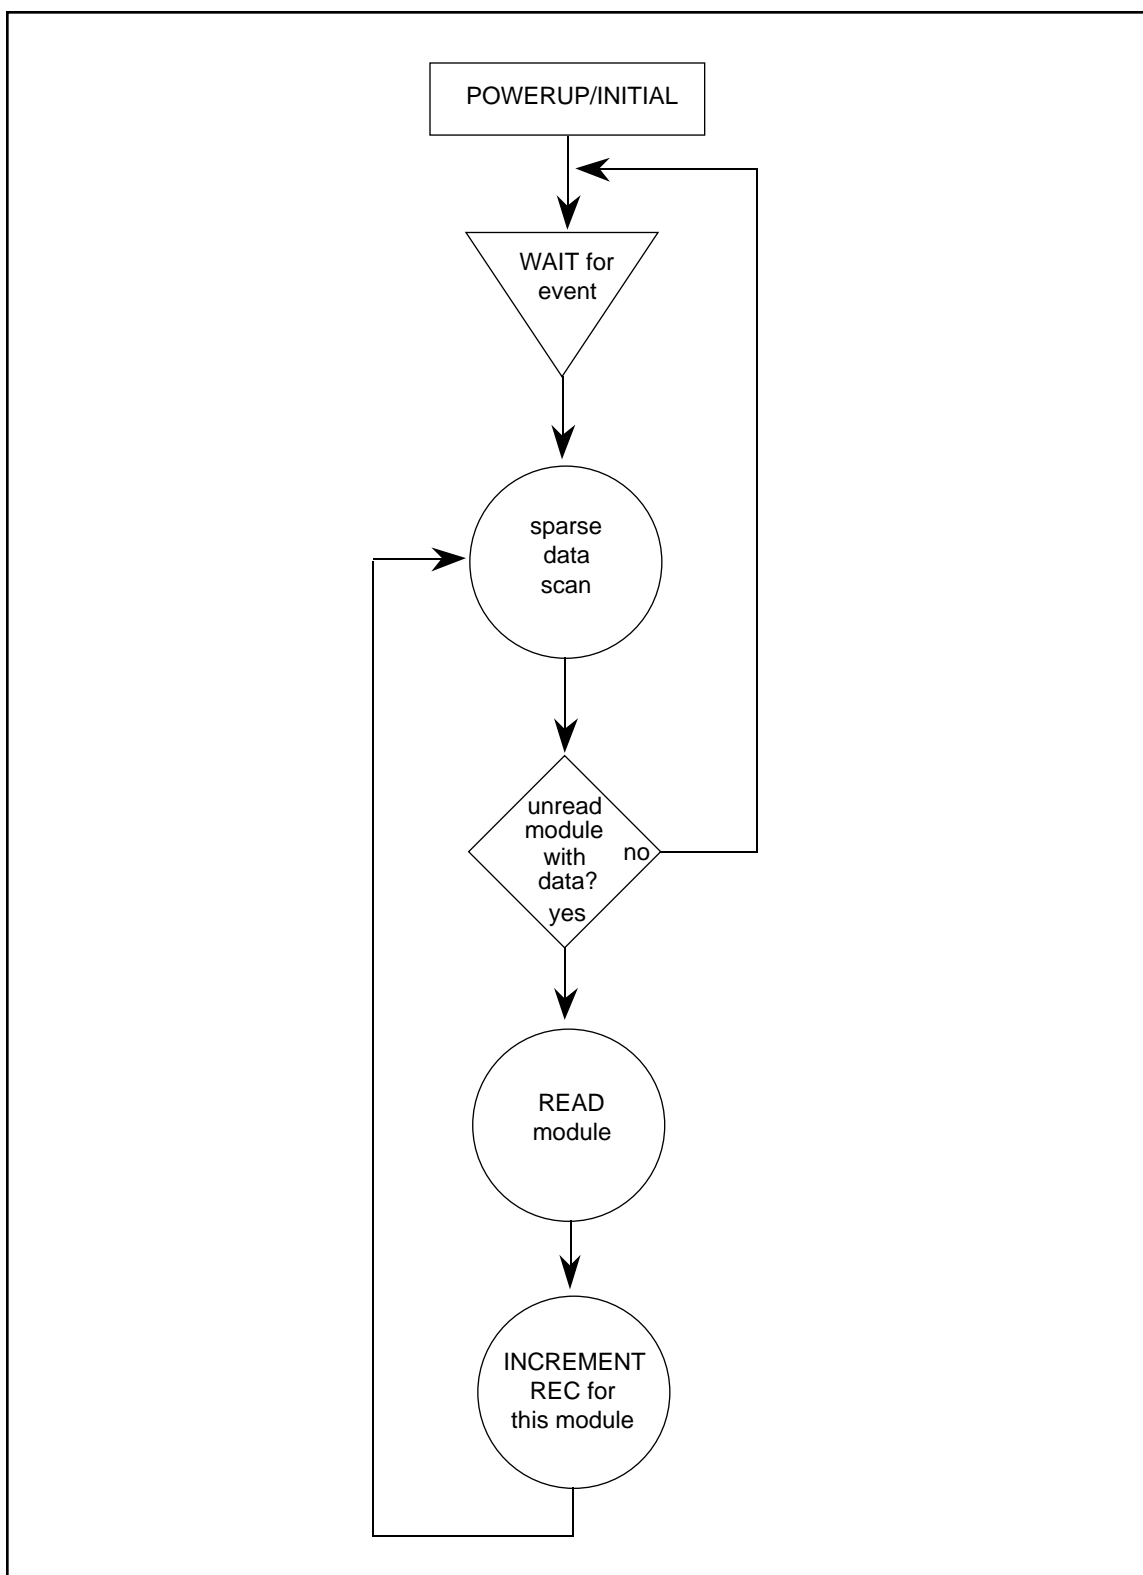 POWERUP/INITIAL
WAIT for
event
sparse
data
scan
unread
module
with
data?
no
yes
READ
module
INCREMENT
REC for
this module